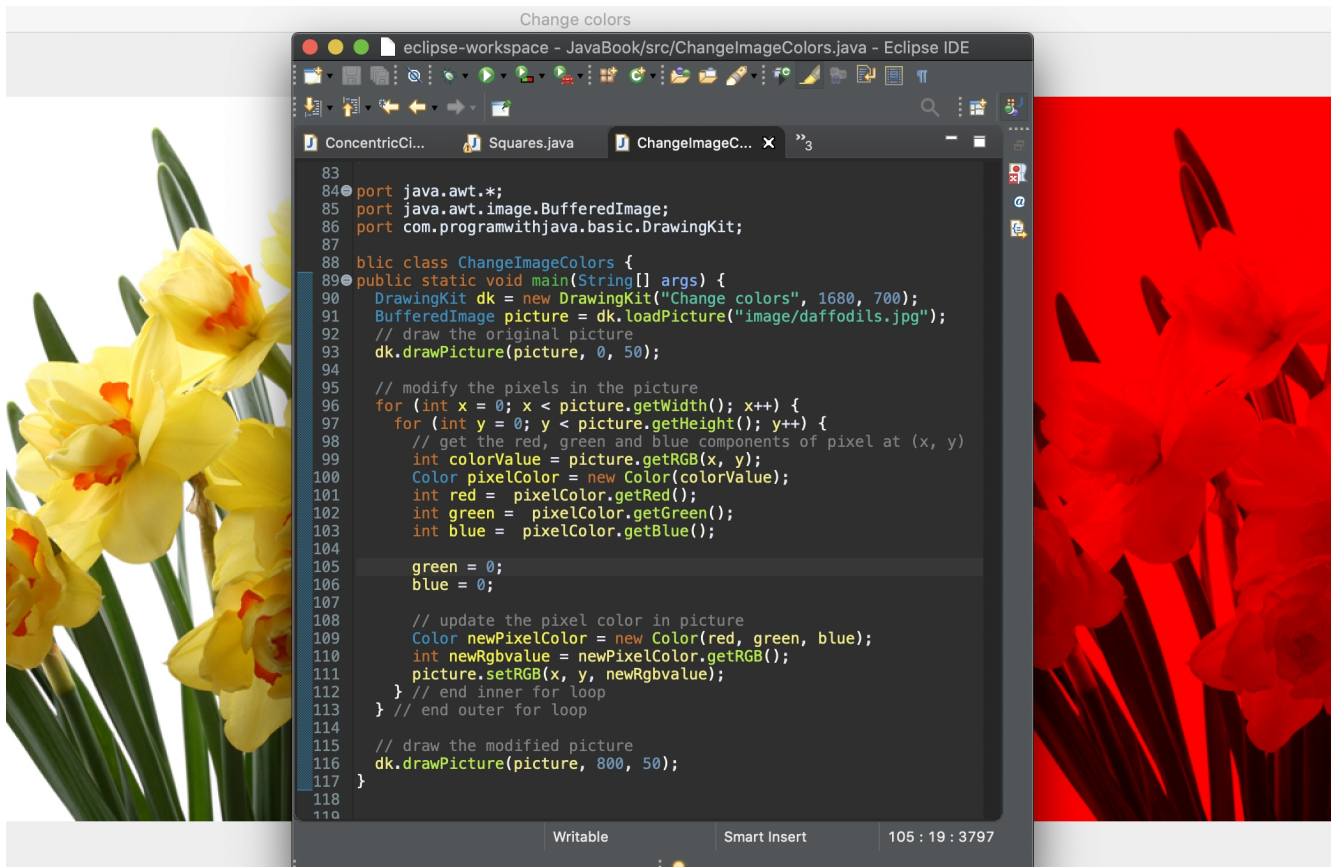 Change colors
eclipse-workspace - JavaBook/src/ChangeImageColors.java - Eclipse IDE
ConcentricCi... Squares.java ChangeImageC... »3
83
84 port java.awt.*;
85 port java.awt.image.BufferedImage;
86 port com.programwithjava.basic.DrawingKit;
87
88 blic class ChangeImageColors {
89 public static void main(String[] args) {
90 DrawingKit dk = new DrawingKit("Change colors", 1680, 700);
91 BufferedImage picture = dk.loadPicture("image/daffodils.jpg");
92 // draw the original picture
93 dk.drawPicture(picture, 0, 50);
94
95 // modify the pixels in the picture
96 for (int x = 0; x < picture.getWidth(); x++) {
97 for (int y = 0; y < picture.getHeight(); y++) {
98 // get the red, green and blue components of pixel at (x, y)
99 int colorValue = picture.getRGB(x, y);
100 Color pixelColor = new Color(colorValue);
101 int red =  pixelColor.getRed();
102 int green =  pixelColor.getGreen();
103 int blue =  pixelColor.getBlue();
104
105 green = 0;
106 blue = 0;
107
108 // update the pixel color in picture
109 Color newPixelColor = new Color(red, green, blue);
110 int newRgbvalue = newPixelColor.getRGB();
111 picture.setRGB(x, y, newRgbvalue);
112 } // end inner for loop
113 } // end outer for loop
114
115 // draw the modified picture
116 dk.drawPicture(picture, 800, 50);
117 }
118
119
Writable Smart Insert 105 : 19 : 3797